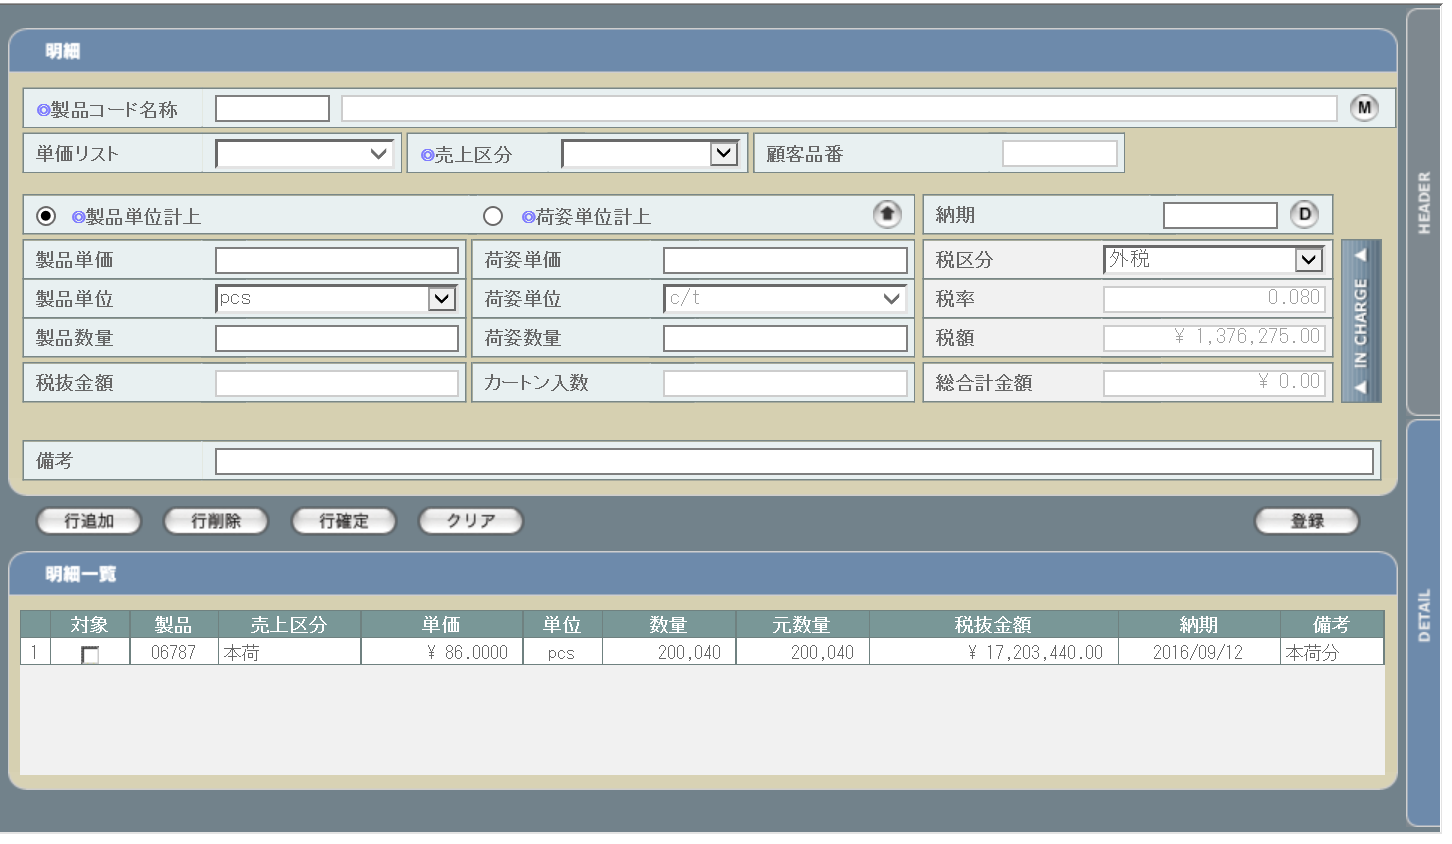 明細
◎製品コード名称 M
単価リスト ◎売上区分 顧客品番
◎製品単位計上 ◎荷姿単位計上 納期 D
製品単価 荷姿単価 税区分 外税
製品単位 pcs 荷姿単位 c/t 税率 0.080
製品数量 荷姿数量 税額 ¥ 1,376,275.00
税抜金額 カートン入数 総合計金額 ¥ 0.00
IN CHARGE
備考
行追加 行削除 行確定 クリア 登録
明細一覧
対象 製品 売上区分 単価 単位 数量 元数量 税抜金額 納期 備考
1 06787 本荷 ¥ 86.0000 pcs 200,040 200,040 ¥ 17,203,440.00 2016/09/12 本荷分
HEADER
DETAIL